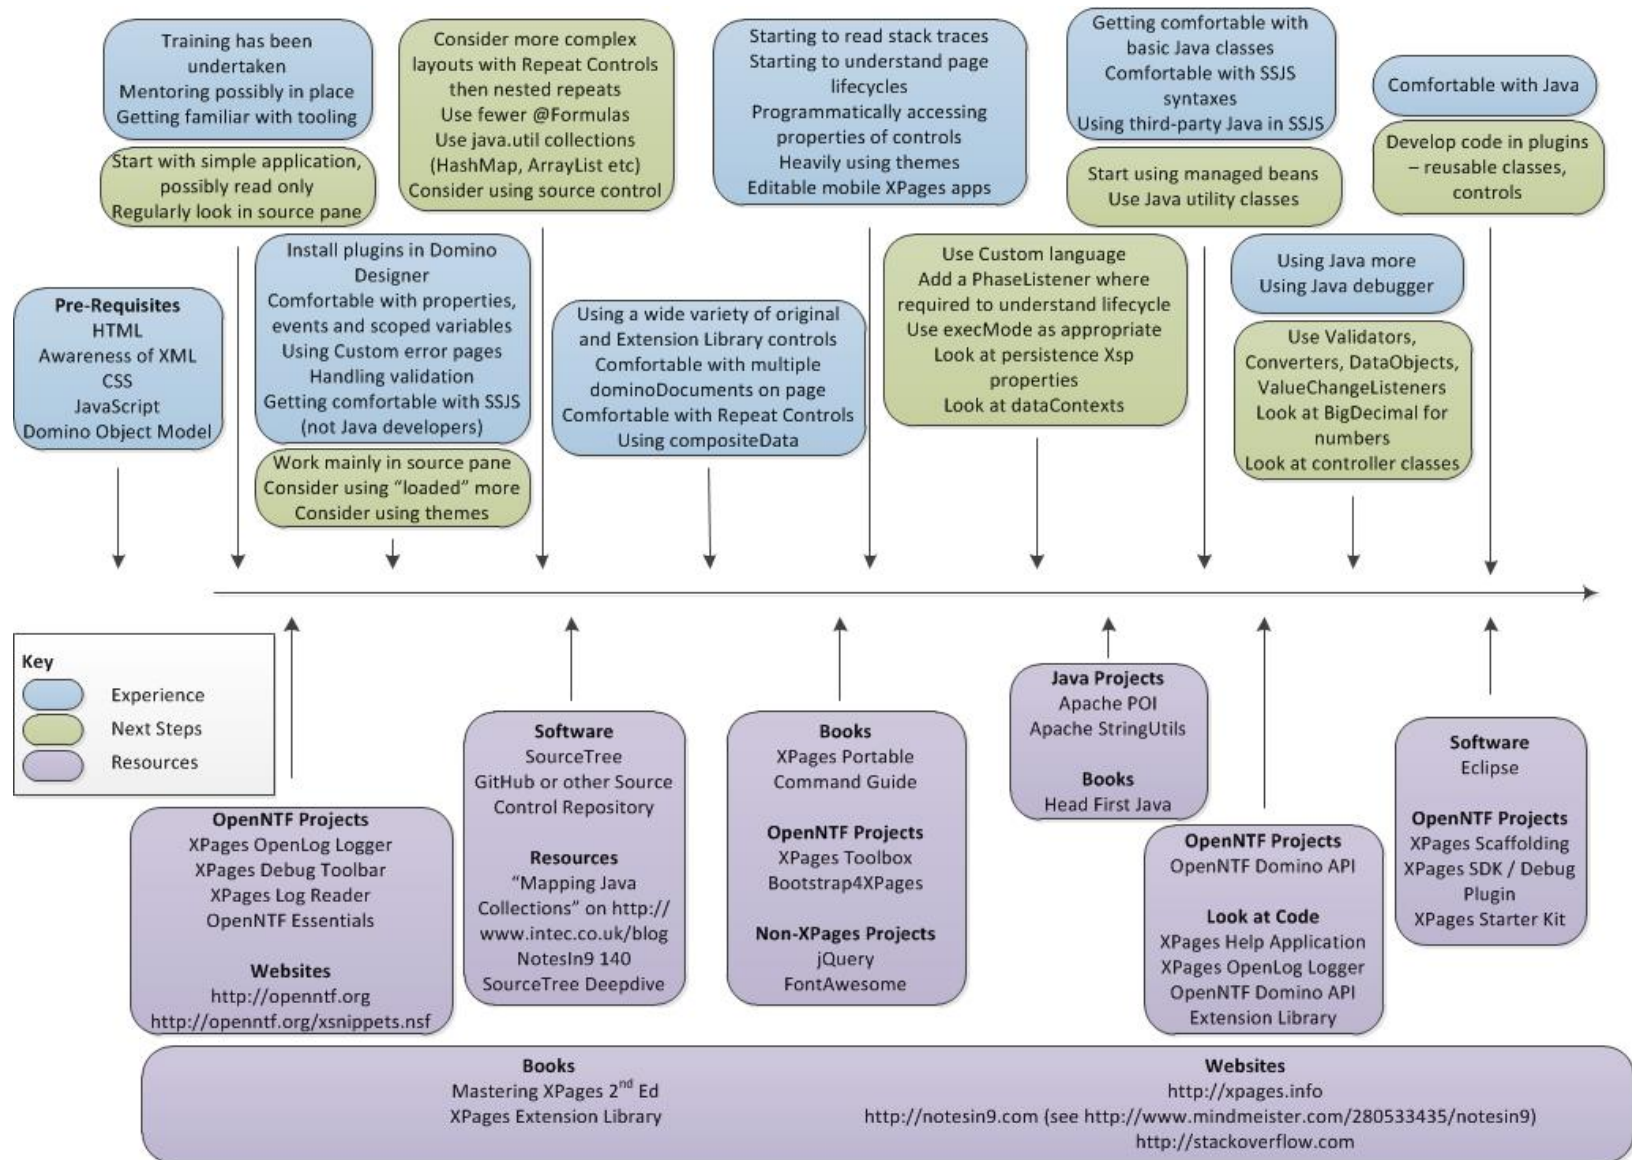 Training has been
undertaken
Mentoring possibly in place
Getting familiar with tooling
Start with simple application,
possibly read only
Regularly look in source pane
Consider more complex
layouts with Repeat Controls
then nested repeats
Use fewer @Formulas
Use java.util collections
(HashMap, ArrayList etc)
Consider using source control
Starting to read stack traces
Starting to understand page
lifecycles
Programmatically accessing
properties of controls
Heavily using themes
Editable mobile XPages apps
Getting comfortable with
basic Java classes
Comfortable with SSJS
syntaxes
Using third-party Java in SSJS
Start using managed beans
Use Java utility classes
Comfortable with Java
Develop code in plugins
– reusable classes,
controls
Pre-Requisites
HTML
Awareness of XML
CSS
JavaScript
Domino Object Model
Install plugins in Domino
Designer
Comfortable with properties,
events and scoped variables
Using Custom error pages
Handling validation
Getting comfortable with SSJS
(not Java developers)
Work mainly in source pane
Consider using “loaded” more
Consider using themes
Using a wide variety of original
and Extension Library controls
Comfortable with multiple
dominoDocuments on page
Comfortable with Repeat Controls
Using compositeData
Use Custom language
Add a PhaseListener where
required to understand lifecycle
Use execMode as appropriate
Look at persistence Xsp
properties
Look at dataContexts
Using Java more
Using Java debugger
Use Validators,
Converters, DataObjects,
ValueChangeListeners
Look at BigDecimal for
numbers
Look at controller classes
Key
Experience
Next Steps
Resources
OpenNTF Projects
XPages OpenLog Logger
XPages Debug Toolbar
XPages Log Reader
OpenNTF Essentials
Websites
http://openntf.org
http://openntf.org/xsnippets.nsf
Software
SourceTree
GitHub or other Source
Control Repository
Resources
“Mapping Java
Collections” on http://
www.intec.co.uk/blog
NotesIn9 140
SourceTree Deepdive
Books
XPages Portable
Command Guide
OpenNTF Projects
XPages Toolbox
Bootstrap4XPages
Non-XPages Projects
jQuery
FontAwesome
Java Projects
Apache POI
Apache StringUtils
Books
Head First Java
OpenNTF Projects
OpenNTF Domino API
Look at Code
XPages Help Application
XPages OpenLog Logger
OpenNTF Domino API
Extension Library
Software
Eclipse
OpenNTF Projects
XPages Scaffolding
XPages SDK / Debug
Plugin
XPages Starter Kit
Books
Mastering XPages 2nd Ed
XPages Extension Library
Websites
http://xpages.info
http://notesin9.com (see http://www.mindmeister.com/280533435/notesin9)
http://stackoverflow.com